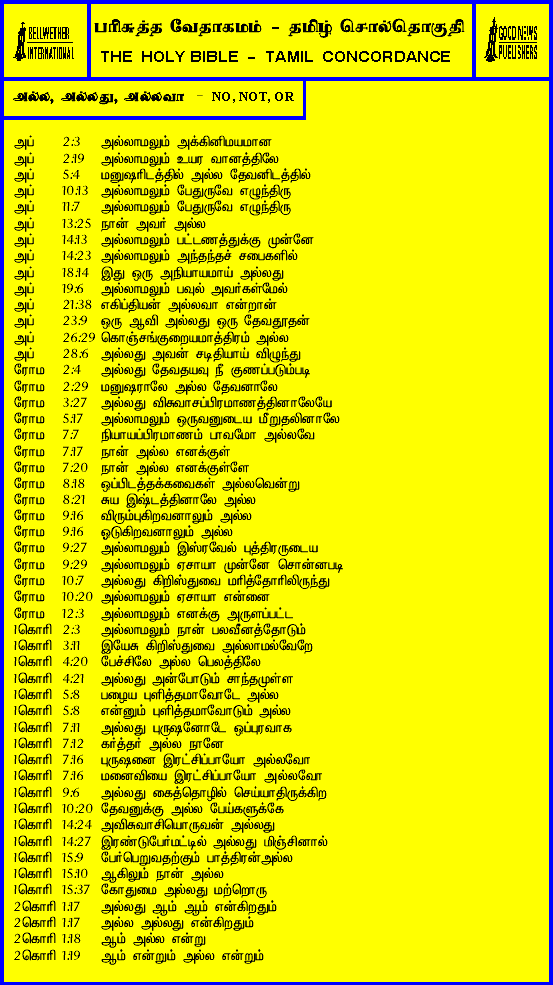 BELLWETHER INTERNATIONAL
பரிசுத்த வேதாகமம் - தமிழ் சொல்தொகுதி
THE HOLY BIBLE - TAMIL CONCORDANCE
GOOD NEWS PUBLISHERS
அல்ல, அல்லது, அல்லவா - NO, NOT, OR
அப் 2:3 அல்லாமலும் அக்கினிமயமான
அப் 2:19 அல்லாமலும் உயர வானத்திலே
அப் 5:4 மனுஷரிடத்தில் அல்ல தேவனிடத்தில்
அப் 10:13 அல்லாமலும் பேதுருவே எழுந்திரு
அப் 11:7 அல்லாமலும் பேதுருவே எழுந்திரு
அப் 13:25 நான் அவர் அல்ல
அப் 14:13 அல்லாமலும் பட்டணத்துக்கு முன்னே
அப் 14:23 அல்லாமலும் அந்தந்தச் சபைகளில்
அப் 18:14 இது ஒரு அநியாயமாய் அல்லது
அப் 19:6 அல்லாமலும் பவுல் அவர்கள்மேல்
அப் 21:38 எகிப்தியன் அல்லவா என்றான்
அப் 23:9 ஒரு ஆவி அல்லது ஒரு தேவதூதன்
அப் 26:29 கொஞ்சங்குறையமாத்திரம் அல்ல
அப் 28:6 அல்லது அவன் சடிதியாய் விழுந்து
ரோம 2:4 அல்லது தேவதயவு நீ குணப்படும்படி
ரோம 2:29 மனுஷராலே அல்ல தேவனாலே
ரோம 3:27 அல்லது விசுவாசப்பிரமாணத்தினாலேயே
ரோம 5:17 அல்லாமலும் ஒருவனுடைய மீறுதலினாலே
ரோம 7:7 நியாயப்பிரமாணம் பாவமோ அல்லவே
ரோம 7:17 நான் அல்ல எனக்குள்
ரோம 7:20 நான் அல்ல எனக்குள்ளே
ரோம 8:18 ஒப்பிடத்தக்கவைகள் அல்லவென்று
ரோம 8:21 சுய இஷ்டத்தினாலே அல்ல
ரோம 9:16 விரும்புகிறவனாலும் அல்ல
ரோம 9:16 ஓடுகிறவனாலும் அல்ல
ரோம 9:27 அல்லாமலும் இஸ்ரவேல் புத்திரருடைய
ரோம 9:29 அல்லாமலும் ஏசாயா முன்னே சொன்னபடி
ரோம 10:7 அல்லது கிறிஸ்துவை மரித்தோரிலிருந்து
ரோம 10:20 அல்லாமலும் ஏசாயா என்னை
ரோம 12:3 அல்லாமலும் எனக்கு அருளப்பட்ட
1கொரி 2:3 அல்லாமலும் நான் பலவீனத்தோடும்
1கொரி 3:11 இயேசு கிறிஸ்துவை அல்லாமல்வேறே
1கொரி 4:20 பேச்சிலே அல்ல பெலத்திலே
1கொரி 4:21 அல்லது அன்போடும் சாந்தமுள்ள
1கொரி 5:8 பழைய புளித்தமாவோடே அல்ல
1கொரி 5:8 என்னும் புளித்தமாவோடும் அல்ல
1கொரி 7:11 அல்லது புருஷனோடே ஒப்புரவாக
1கொரி 7:12 கர்த்தர் அல்ல நானே
1கொரி 7:16 புருஷனை இரட்சிப்பாயோ அல்லவோ
1கொரி 7:16 மனைவியை இரட்சிப்பாயோ அல்லவோ
1கொரி 9:6 அல்லது கைத்தொழில் செய்யாதிருக்கிற
1கொரி 10:20 தேவனுக்கு அல்ல பேய்களுக்கே
1கொரி 14:24 அவிசுவாசியொருவன் அல்லது
1கொரி 14:27 இரண்டுபேர்மட்டில் அல்லது மிஞ்சினால்
1கொரி 15:9 பேர்பெறுவதற்கும் பாத்திரன்அல்ல
1கொரி 15:10 ஆகிலும் நான் அல்ல
1கொரி 15:37 கோதுமை அல்லது மற்றொரு
2கொரி 1:17 அல்லது ஆம் ஆம் என்கிறதும்
2கொரி 1:17 அல்ல அல்லது என்கிறதும்
2கொரி 1:18 ஆம் அல்ல என்று
2கொரி 1:19 ஆம் என்றும் அல்ல என்றும்